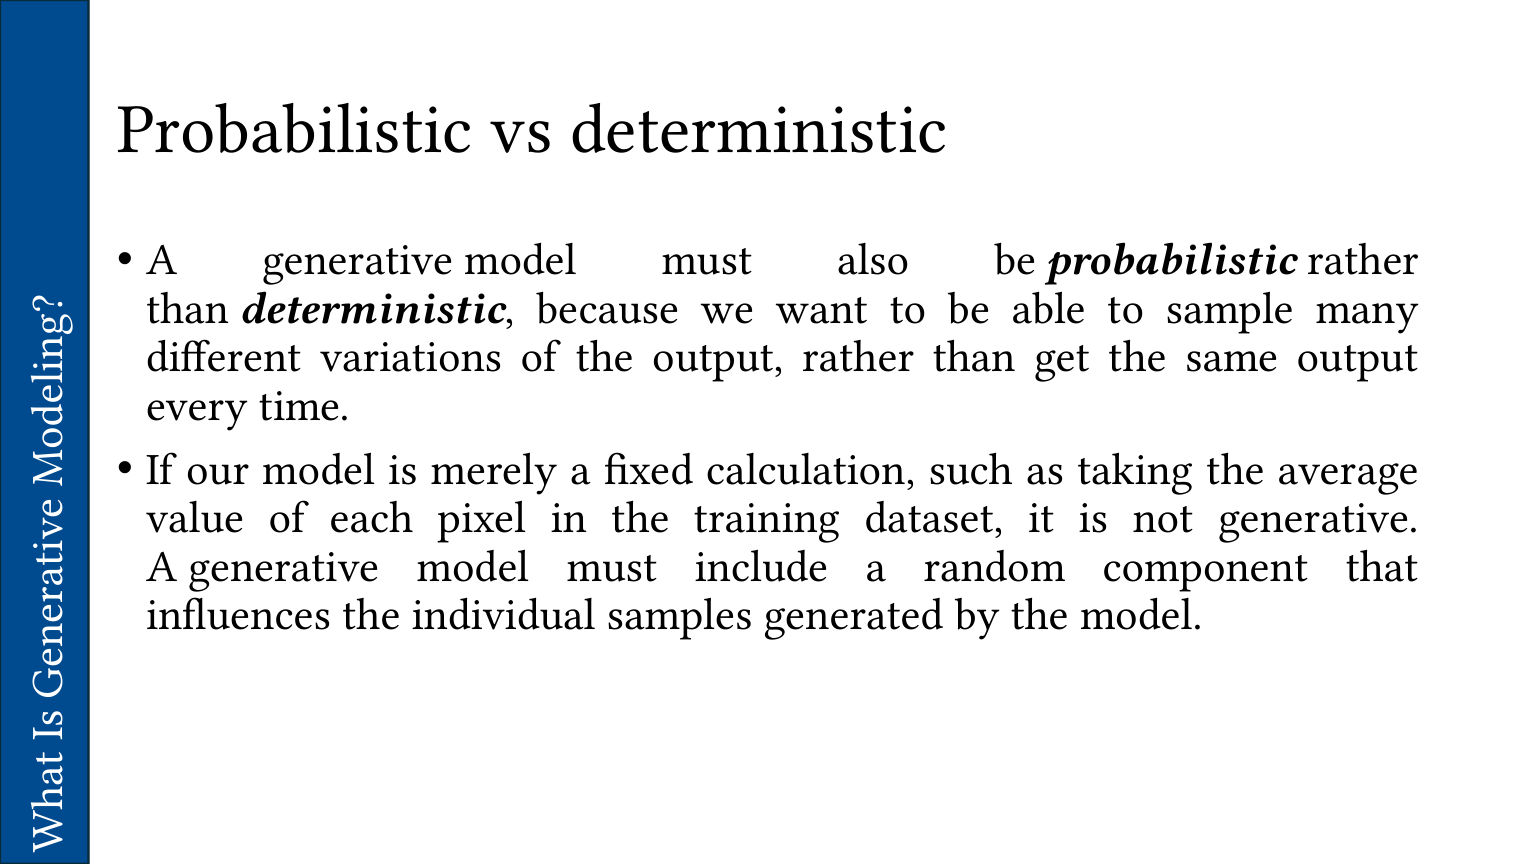 What Is Generative Modeling?
Probabilistic vs deterministic
• A generative model must also be probabilistic rather
than deterministic, because we want to be able to sample many
different variations of the output, rather than get the same output
every time.
• If our model is merely a fixed calculation, such as taking the average
value of each pixel in the training dataset, it is not generative.
A generative model must include a random component that
influences the individual samples generated by the model.